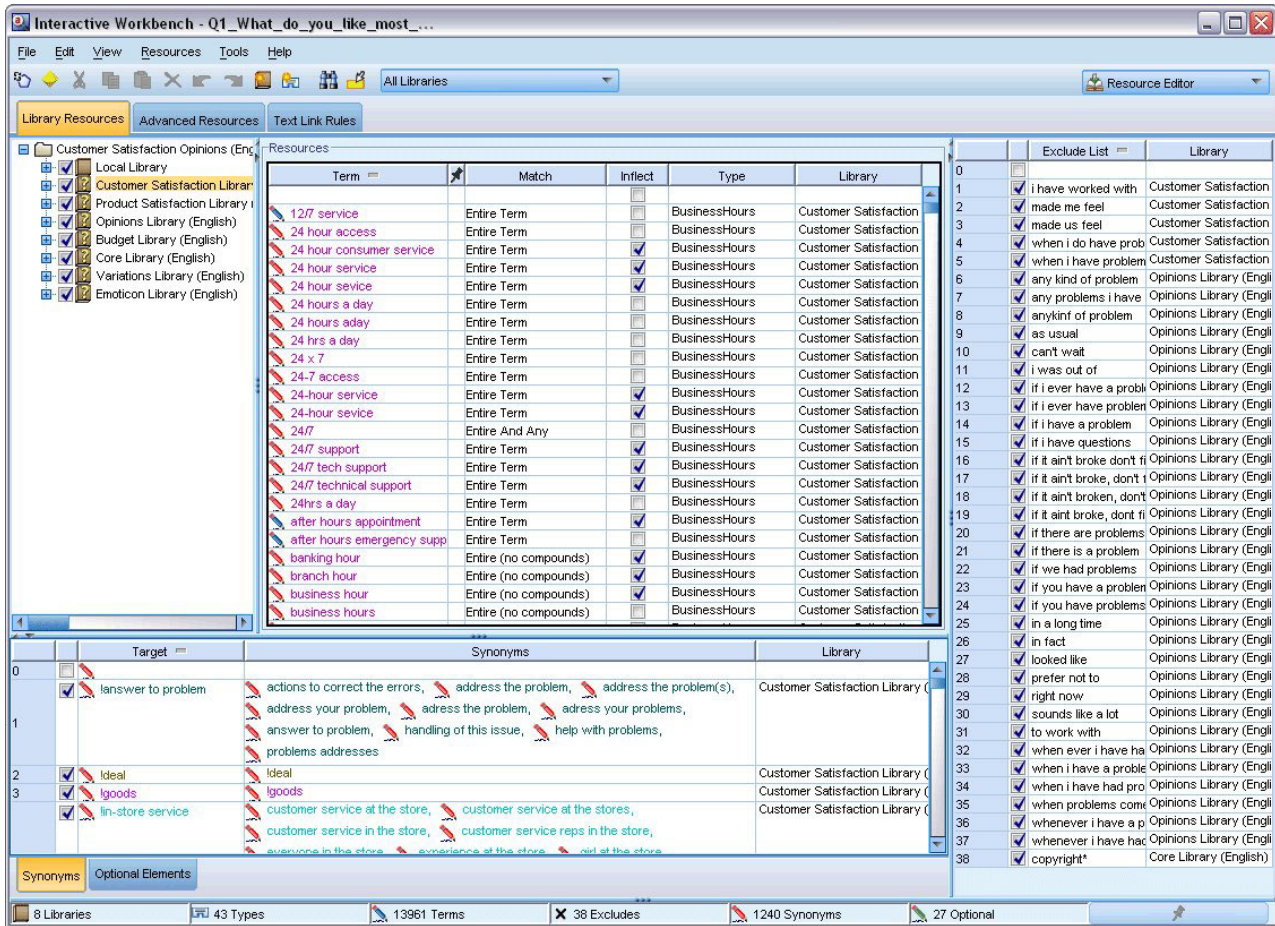 Interactive Workbench - Q1_What_do_you_like_most_...
File Edit View Resources Tools Help
All Libraries
Resource Editor
Library Resources Advanced Resources Text Link Rules
Customer Satisfaction Opinions (Eng
Local Library
Customer Satisfaction Librar
Product Satisfaction Library
Opinions Library (English)
Budget Library (English)
Core Library (English)
Variations Library (English)
Emoticon Library (English)
Resources
Term Match Inflect Type Library
12/7 service Entire Term BusinessHours Customer Satisfaction
24 hour access Entire Term BusinessHours Customer Satisfaction
24 hour consumer service Entire Term BusinessHours Customer Satisfaction
24 hour service Entire Term BusinessHours Customer Satisfaction
24 hour sevice Entire Term BusinessHours Customer Satisfaction
24 hours a day Entire Term BusinessHours Customer Satisfaction
24 hours aday Entire Term BusinessHours Customer Satisfaction
24 hrs a day Entire Term BusinessHours Customer Satisfaction
24 x 7 Entire Term BusinessHours Customer Satisfaction
24-7 access Entire Term BusinessHours Customer Satisfaction
24-hour service Entire Term BusinessHours Customer Satisfaction
24-hour sevice Entire Term BusinessHours Customer Satisfaction
24/7 Entire And Any BusinessHours Customer Satisfaction
24/7 support Entire Term BusinessHours Customer Satisfaction
24/7 tech support Entire Term BusinessHours Customer Satisfaction
24/7 technical support Entire Term BusinessHours Customer Satisfaction
24hrs a day Entire Term BusinessHours Customer Satisfaction
after hours appointment Entire Term BusinessHours Customer Satisfaction
after hours emergency supp Entire Term BusinessHours Customer Satisfaction
banking hour Entire (no compounds) BusinessHours Customer Satisfaction
branch hour Entire (no compounds) BusinessHours Customer Satisfaction
business hour Entire (no compounds) BusinessHours Customer Satisfaction
business hours Entire (no compounds) BusinessHours Customer Satisfaction
Exclude List Library
0
1 i have worked with Customer Satisfaction
2 made me feel Customer Satisfaction
3 made us feel Customer Satisfaction
4 when i do have prob Customer Satisfaction
5 when i have problem Customer Satisfaction
6 any kind of problem Opinions Library (Engli
7 any problems i have Opinions Library (Engli
8 anykinf of problem Opinions Library (Engli
9 as usual Opinions Library (Engli
10 can't wait Opinions Library (Engli
11 i was out of Opinions Library (Engli
12 if i ever have a probl Opinions Library (Engli
13 if i ever have problen Opinions Library (Engli
14 if i have a problem Opinions Library (Engli
15 if i have questions Opinions Library (Engli
16 if it ain't broke don't fi Opinions Library (Engli
17 if it ain't broke, don't Opinions Library (Engli
18 if it ain't broken, don't Opinions Library (Engli
19 if it aint broke, dont fi Opinions Library (Engli
20 if there are problems Opinions Library (Engli
21 if there is a problem Opinions Library (Engli
22 if we had problems Opinions Library (Engli
23 if you have a problen Opinions Library (Engli
24 if you have problems Opinions Library (Engli
25 in a long time Opinions Library (Engli
26 in fact Opinions Library (Engli
27 looked like Opinions Library (Engli
28 prefer not to Opinions Library (Engli
29 right now Opinions Library (Engli
30 sounds like a lot Opinions Library (Engli
31 to work with Opinions Library (Engli
32 when ever i have ha Opinions Library (Engli
33 when i have a proble Opinions Library (Engli
34 when i have had pro Opinions Library (Engli
35 when problems come Opinions Library (Engli
36 whenever i have a p Opinions Library (Engli
37 whenever i have had Opinions Library (Engli
38 copyright* Core Library (English)
Target Synonyms Library
0
1 !answer to problem actions to correct the errors, address the problem, address the problem(s), Customer Satisfaction Library (
address your problem, adress the problem, adress your problems,
answer to problem, handling of this issue, help with problems,
problems addresses
2 !deal !deal Customer Satisfaction Library (
3 !goods !goods Customer Satisfaction Library (
!in-store service customer service at the store, customer service at the stores, Customer Satisfaction Library (
customer service in the store, customer service reps in the store,
everyone in the store, experience at the store, girl at the store
Synonyms Optional Elements
8 Libraries 43 Types 13961 Terms 38 Excludes 1240 Synonyms 27 Optional